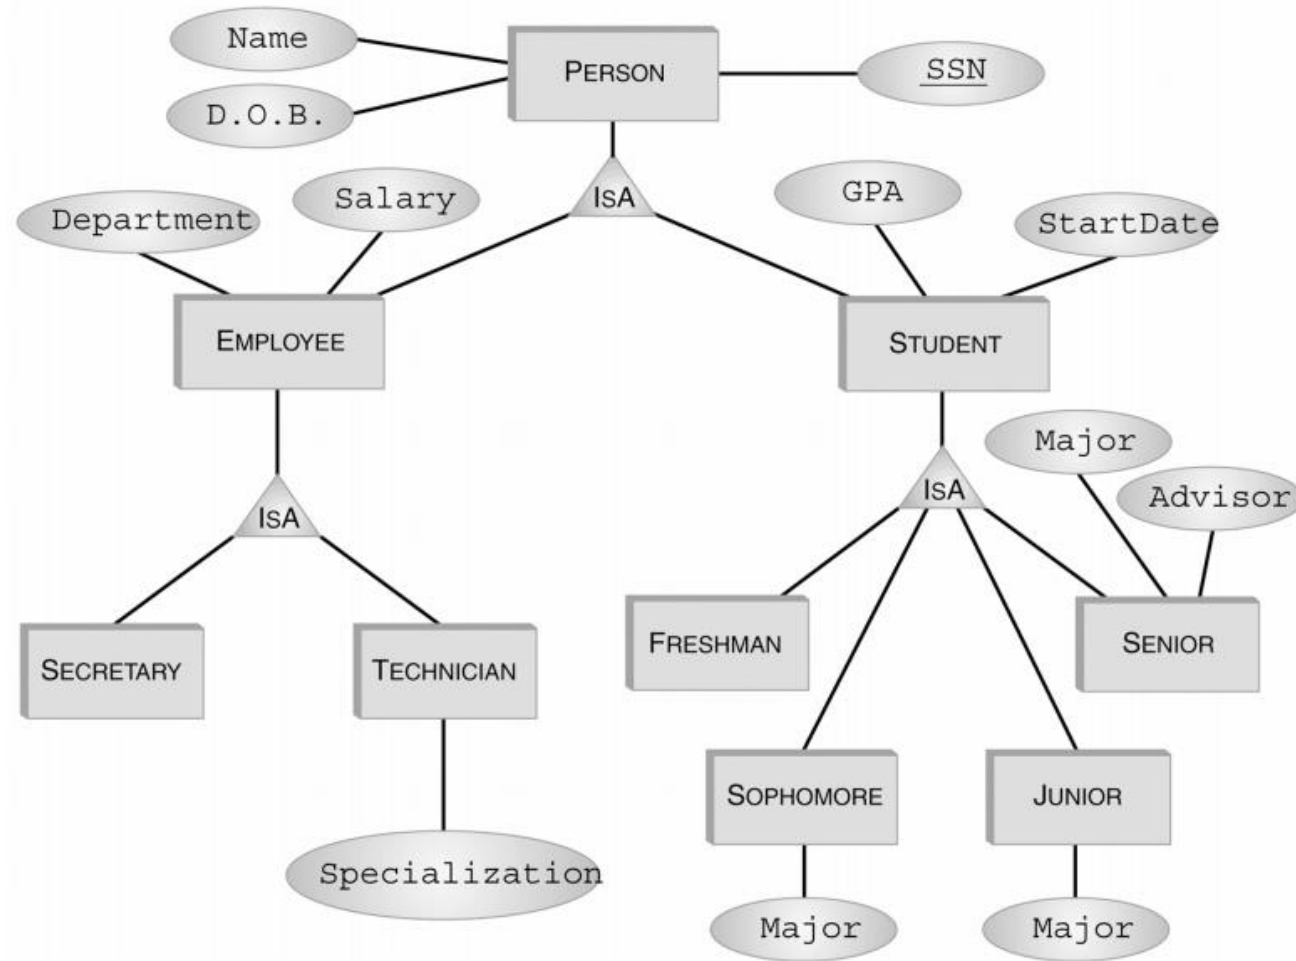 Name
PERSON
SSN
D.O.B.
IsA
GPA
Salary
Department
StartDate
EMPLOYEE
STUDENT
Major
IsA
Advisor
IsA
FRESHMAN
SENIOR
SECRETARY
TECHNICIAN
SOPHOMORE
JUNIOR
Specialization
Major
Major